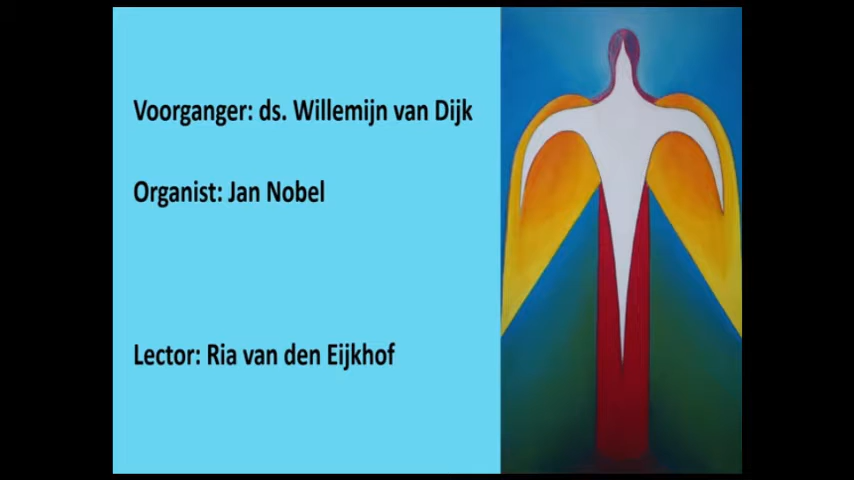 Voorganger: ds. Willemijn van Dijk
Organist: Jan Nobel
Lector: Ria van den Eijkhof